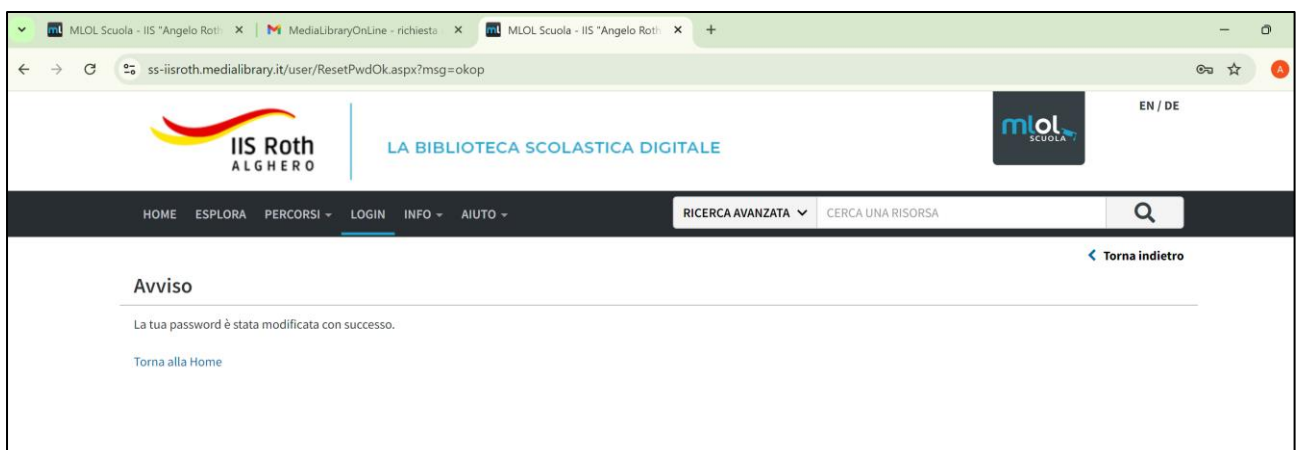 MLOL Scuola - IIS "Angelo Roth
MediaLibraryOnLine - richiesta
MLOL Scuola - IIS "Angelo Roth
ss-iisroth.medialibrary.it/user/ResetPwdOk.aspx?msg=okop
A
IIS Roth
ALGHERO
LA BIBLIOTECA SCOLASTICA DIGITALE
mlol
SCUOLA
EN / DE
HOME ESPLORA PERCORSI LOGIN INFO AIUTO
RICERCA AVANZATA CERCA UNA RISORSA
Torna indietro
Avviso
La tua password è stata modificata con successo.
Torna alla Home